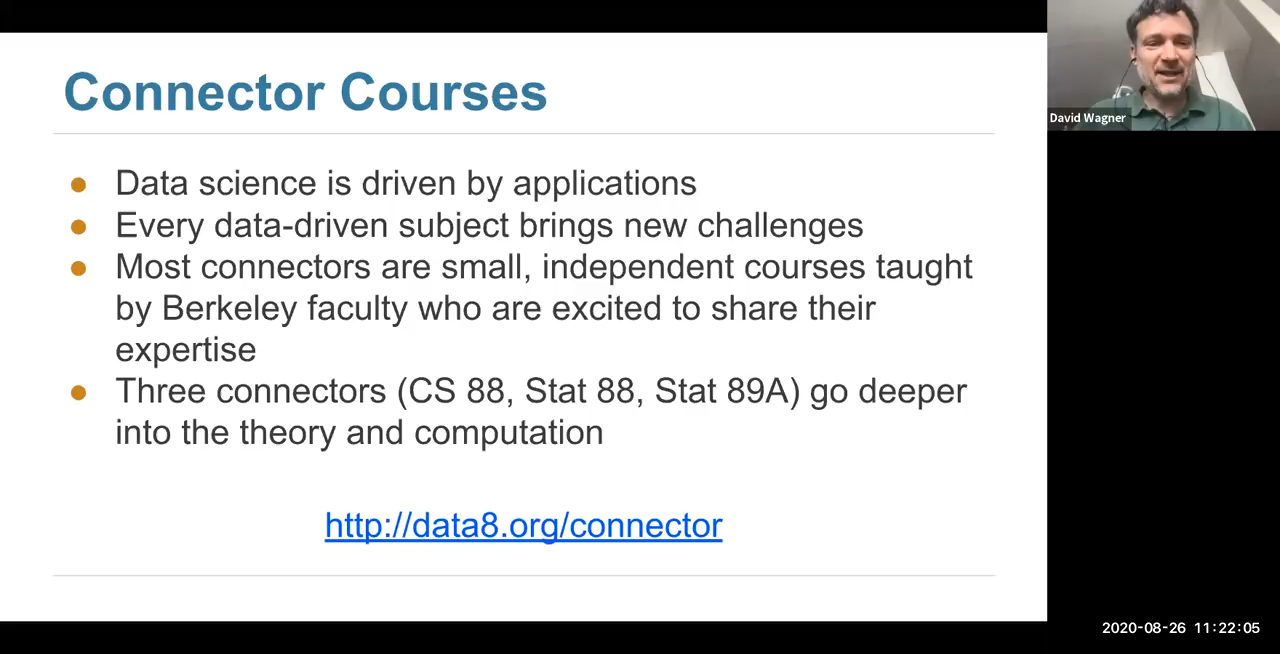 Connector Courses
David Wagner
● Data science is driven by applications
● Every data-driven subject brings new challenges
● Most connectors are small, independent courses taught
by Berkeley faculty who are excited to share their
expertise
● Three connectors (CS 88, Stat 88, Stat 89A) go deeper
into the theory and computation
http://data8.org/connector
2020-08-26 11:22:05